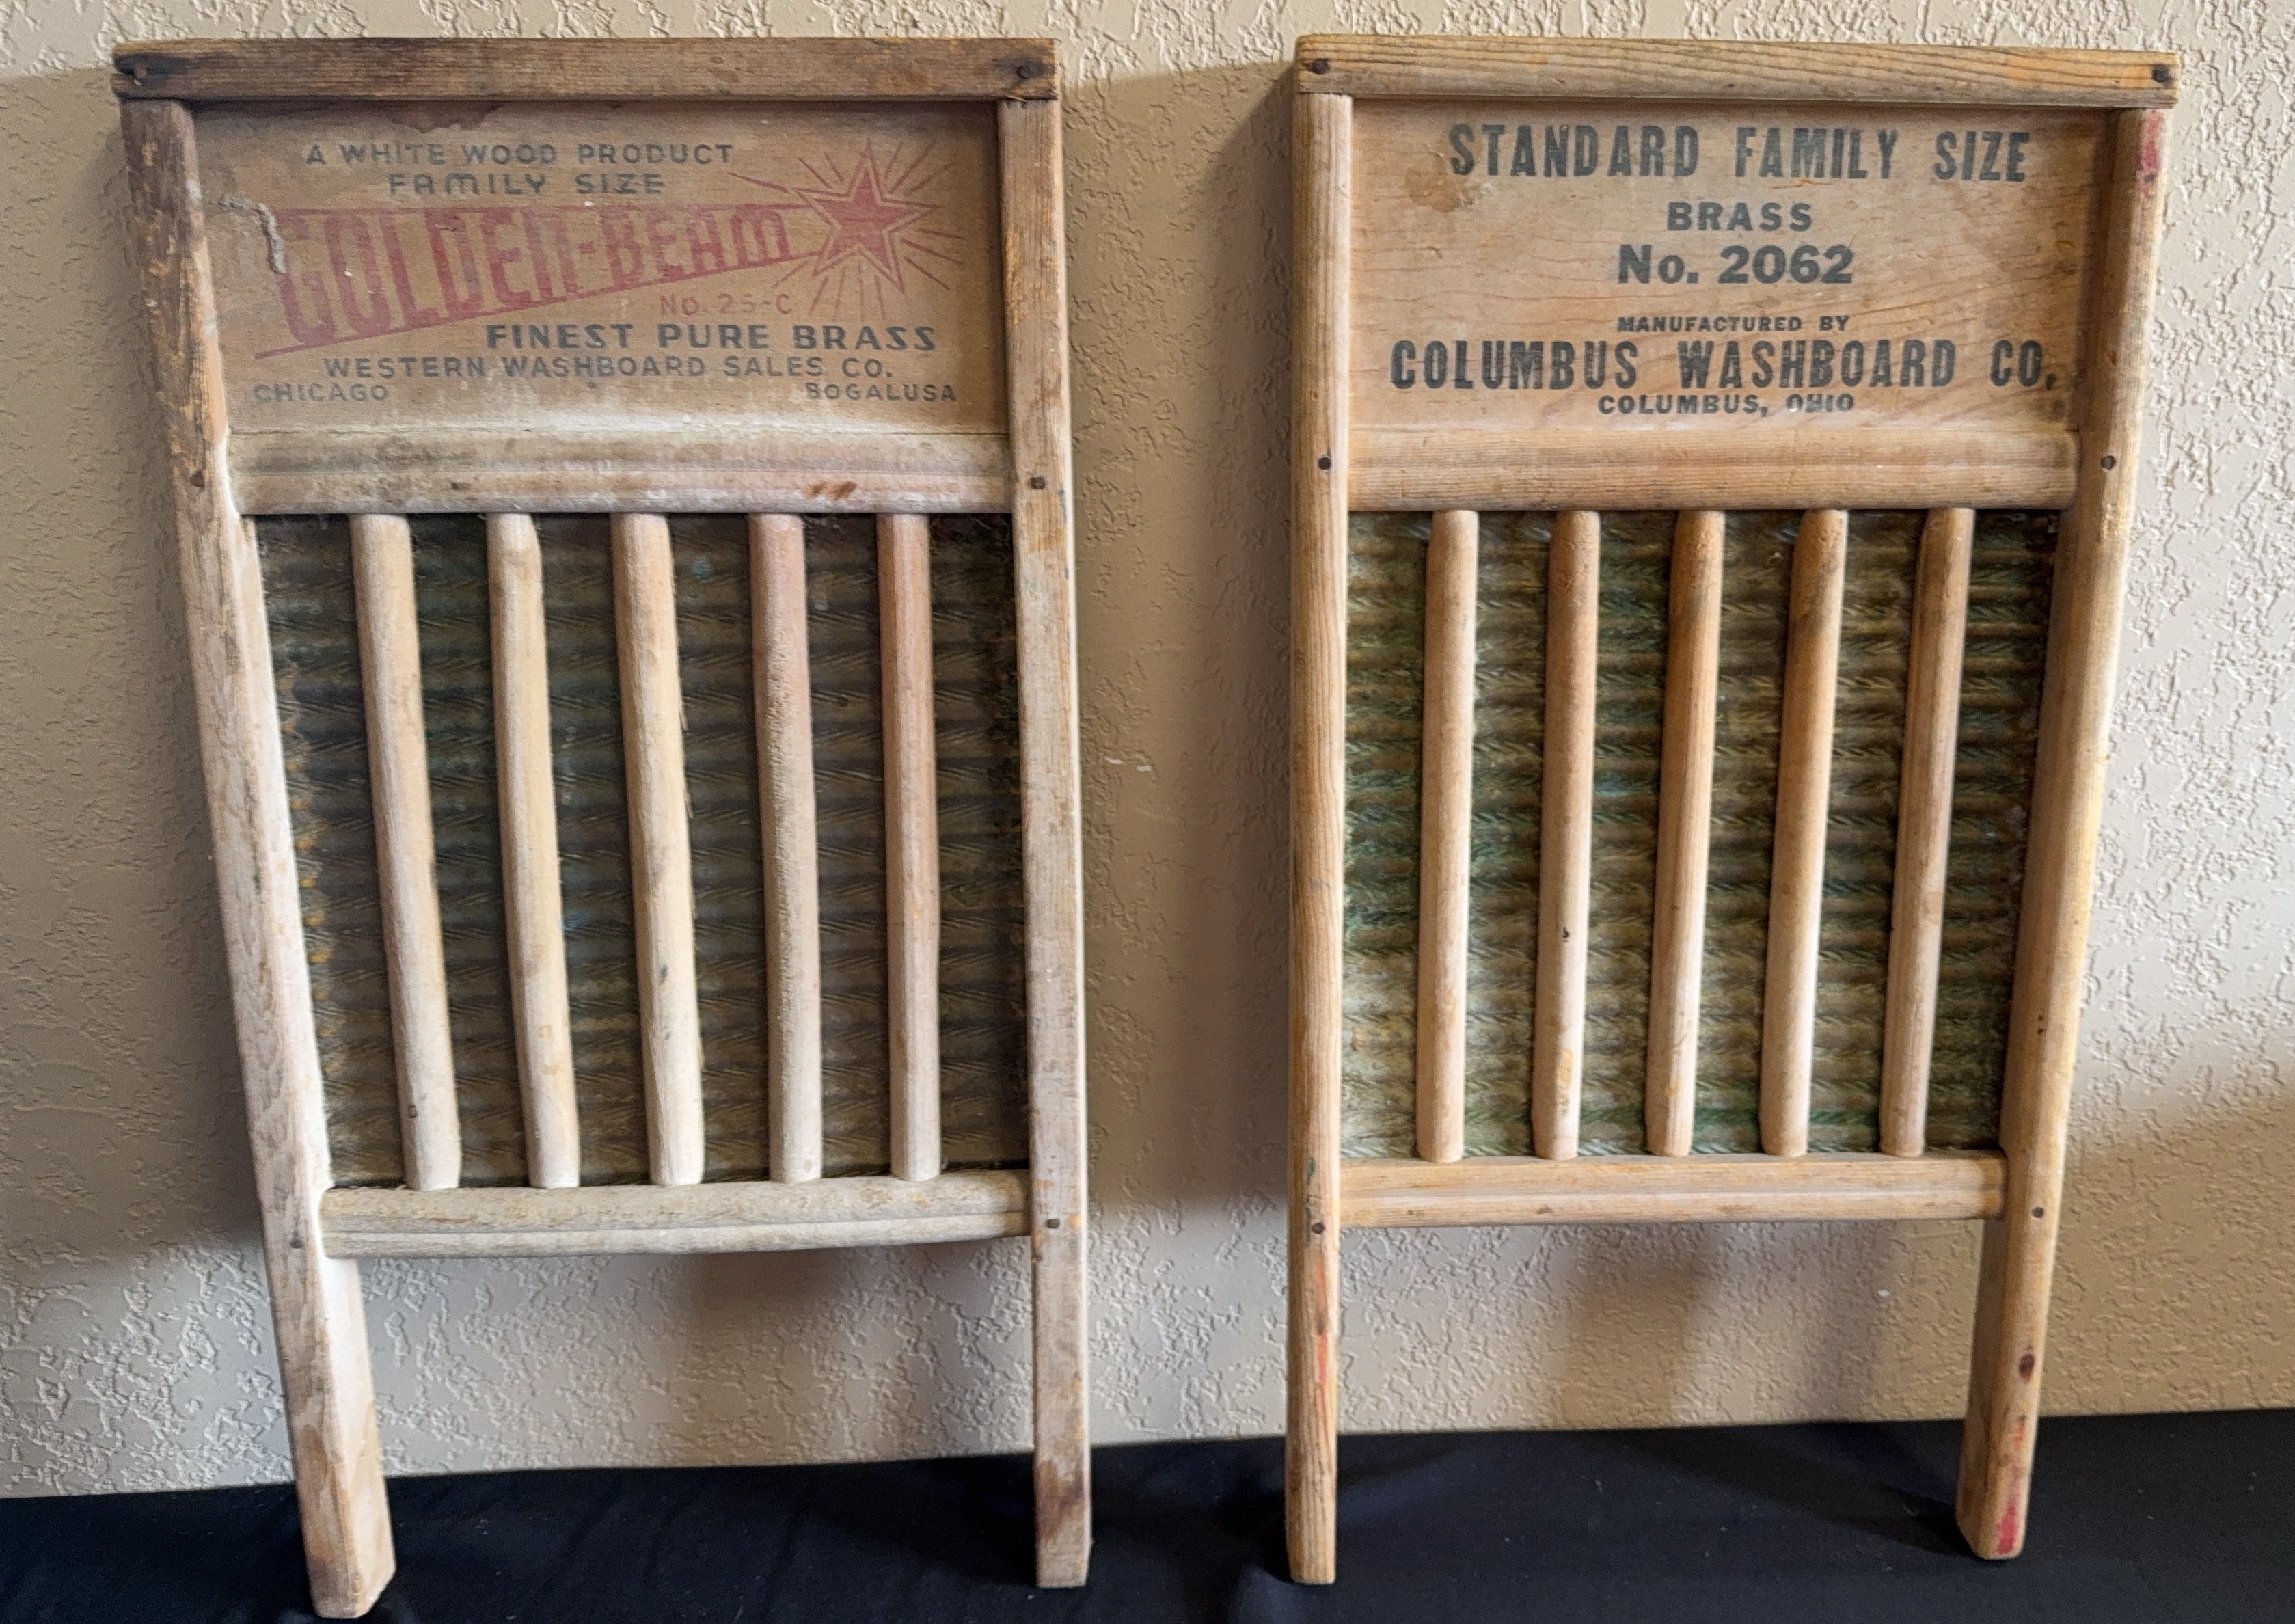 A WHITE WOOD PRODUCT
FAMILY SIZE
GOLDEN-BEAM
No. 25-C
FINEST PURE BRASS
WESTERN WASHBOARD SALES CO.
CHICAGO BOGALUSA
STANDARD FAMILY SIZE
BRASS
No. 2062
MANUFACTURED BY
COLUMBUS WASHBOARD CO,
COLUMBUS, OHIO